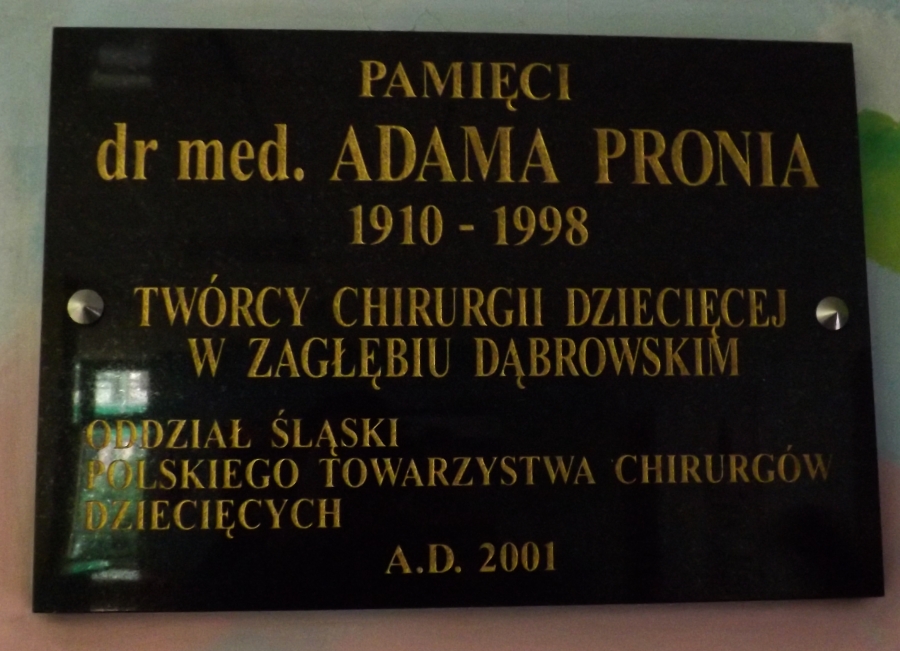 PAMIĘCI
dr med. ADAMA PRONIA
1910 - 1998
TWÓRCY CHIRURGII DZIECIĘCEJ
W ZAGŁĘBIU DĄBROWSKIM
ODDZIAŁ ŚLĄSKI
POLSKIEGO TOWARZYSTWA CHIRURGÓW
DZIECIĘCYCH
A.D. 2001